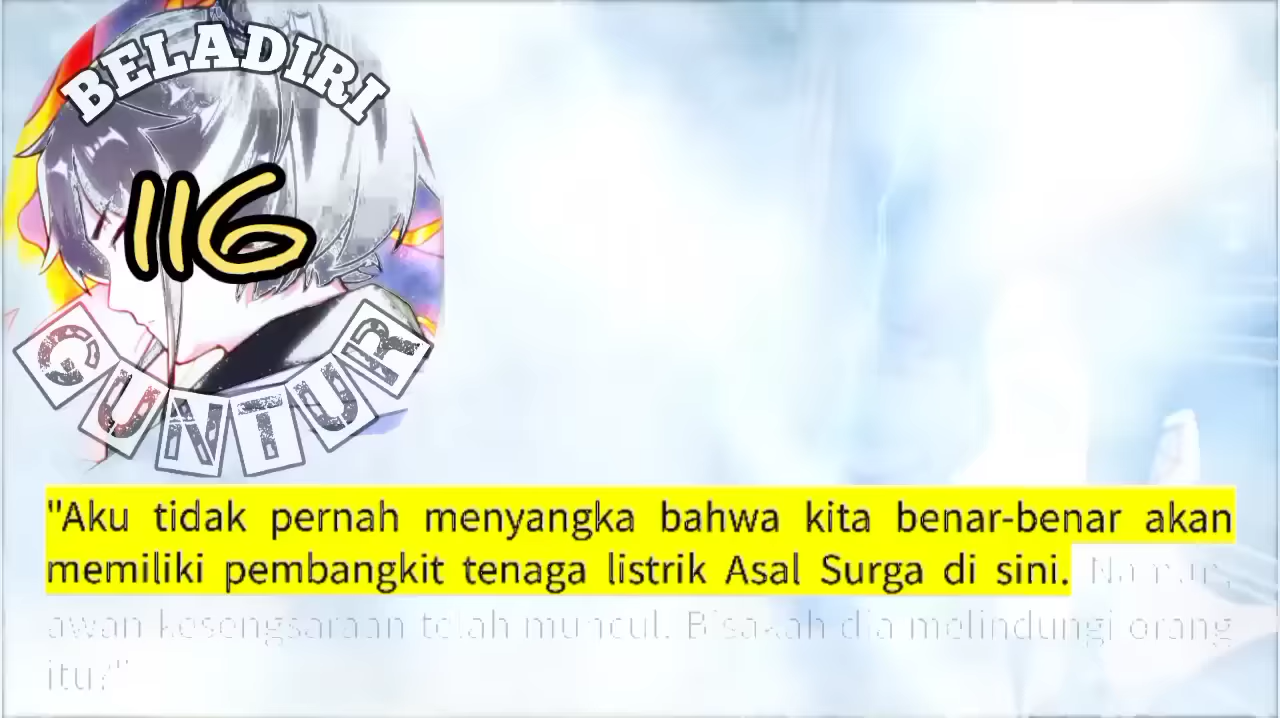 BELADIRI
116
GUNTUR
"Aku tidak pernah menyangka bahwa kita benar-benar akan
memiliki pembangkit tenaga listrik Asal Surga di sini. Namun,
awan kesengsaraan telah muncul. Bisakah dia melindungi orang
itu?"